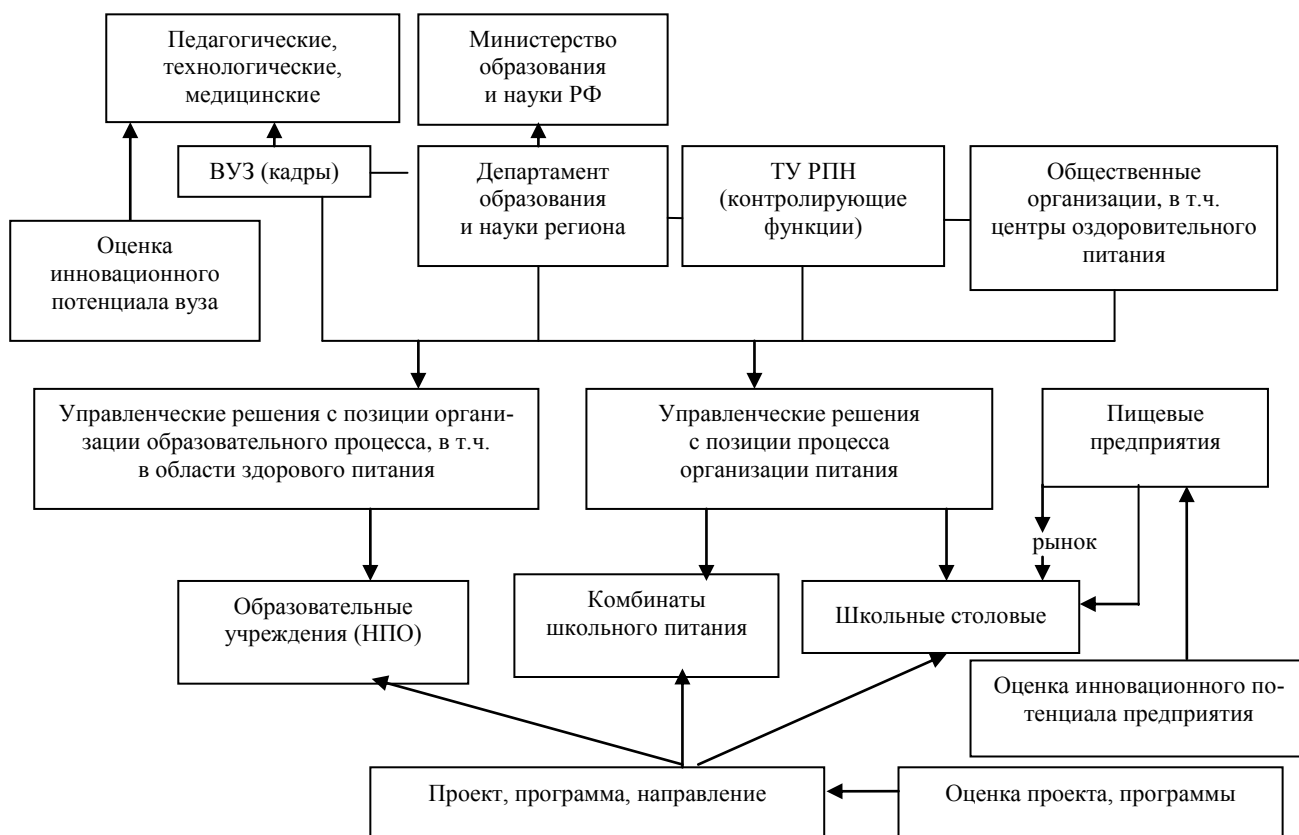 Педагогические,
технологические,
медицинские
Министерство
образования
и науки РФ
ВУЗ (кадры)
Департамент
образования
и науки региона
ТУ РПН
(контролирующие
функции)
Общественные
организации, в т.ч.
центры оздоровительного
питания
Оценка
инновационного
потенциала вуза
Управленческие решения с позиции органи-
зации образовательного процесса, в т.ч.
в области здорового питания
Управленческие решения
с позиции процесса
организации питания
Пищевые
предприятия
рынок
Образовательные
учреждения (НПО)
Комбинаты
школьного питания
Школьные столовые
Оценка инновационного по-
тенциала предприятия
Проект, программа, направление
Оценка проекта, программы